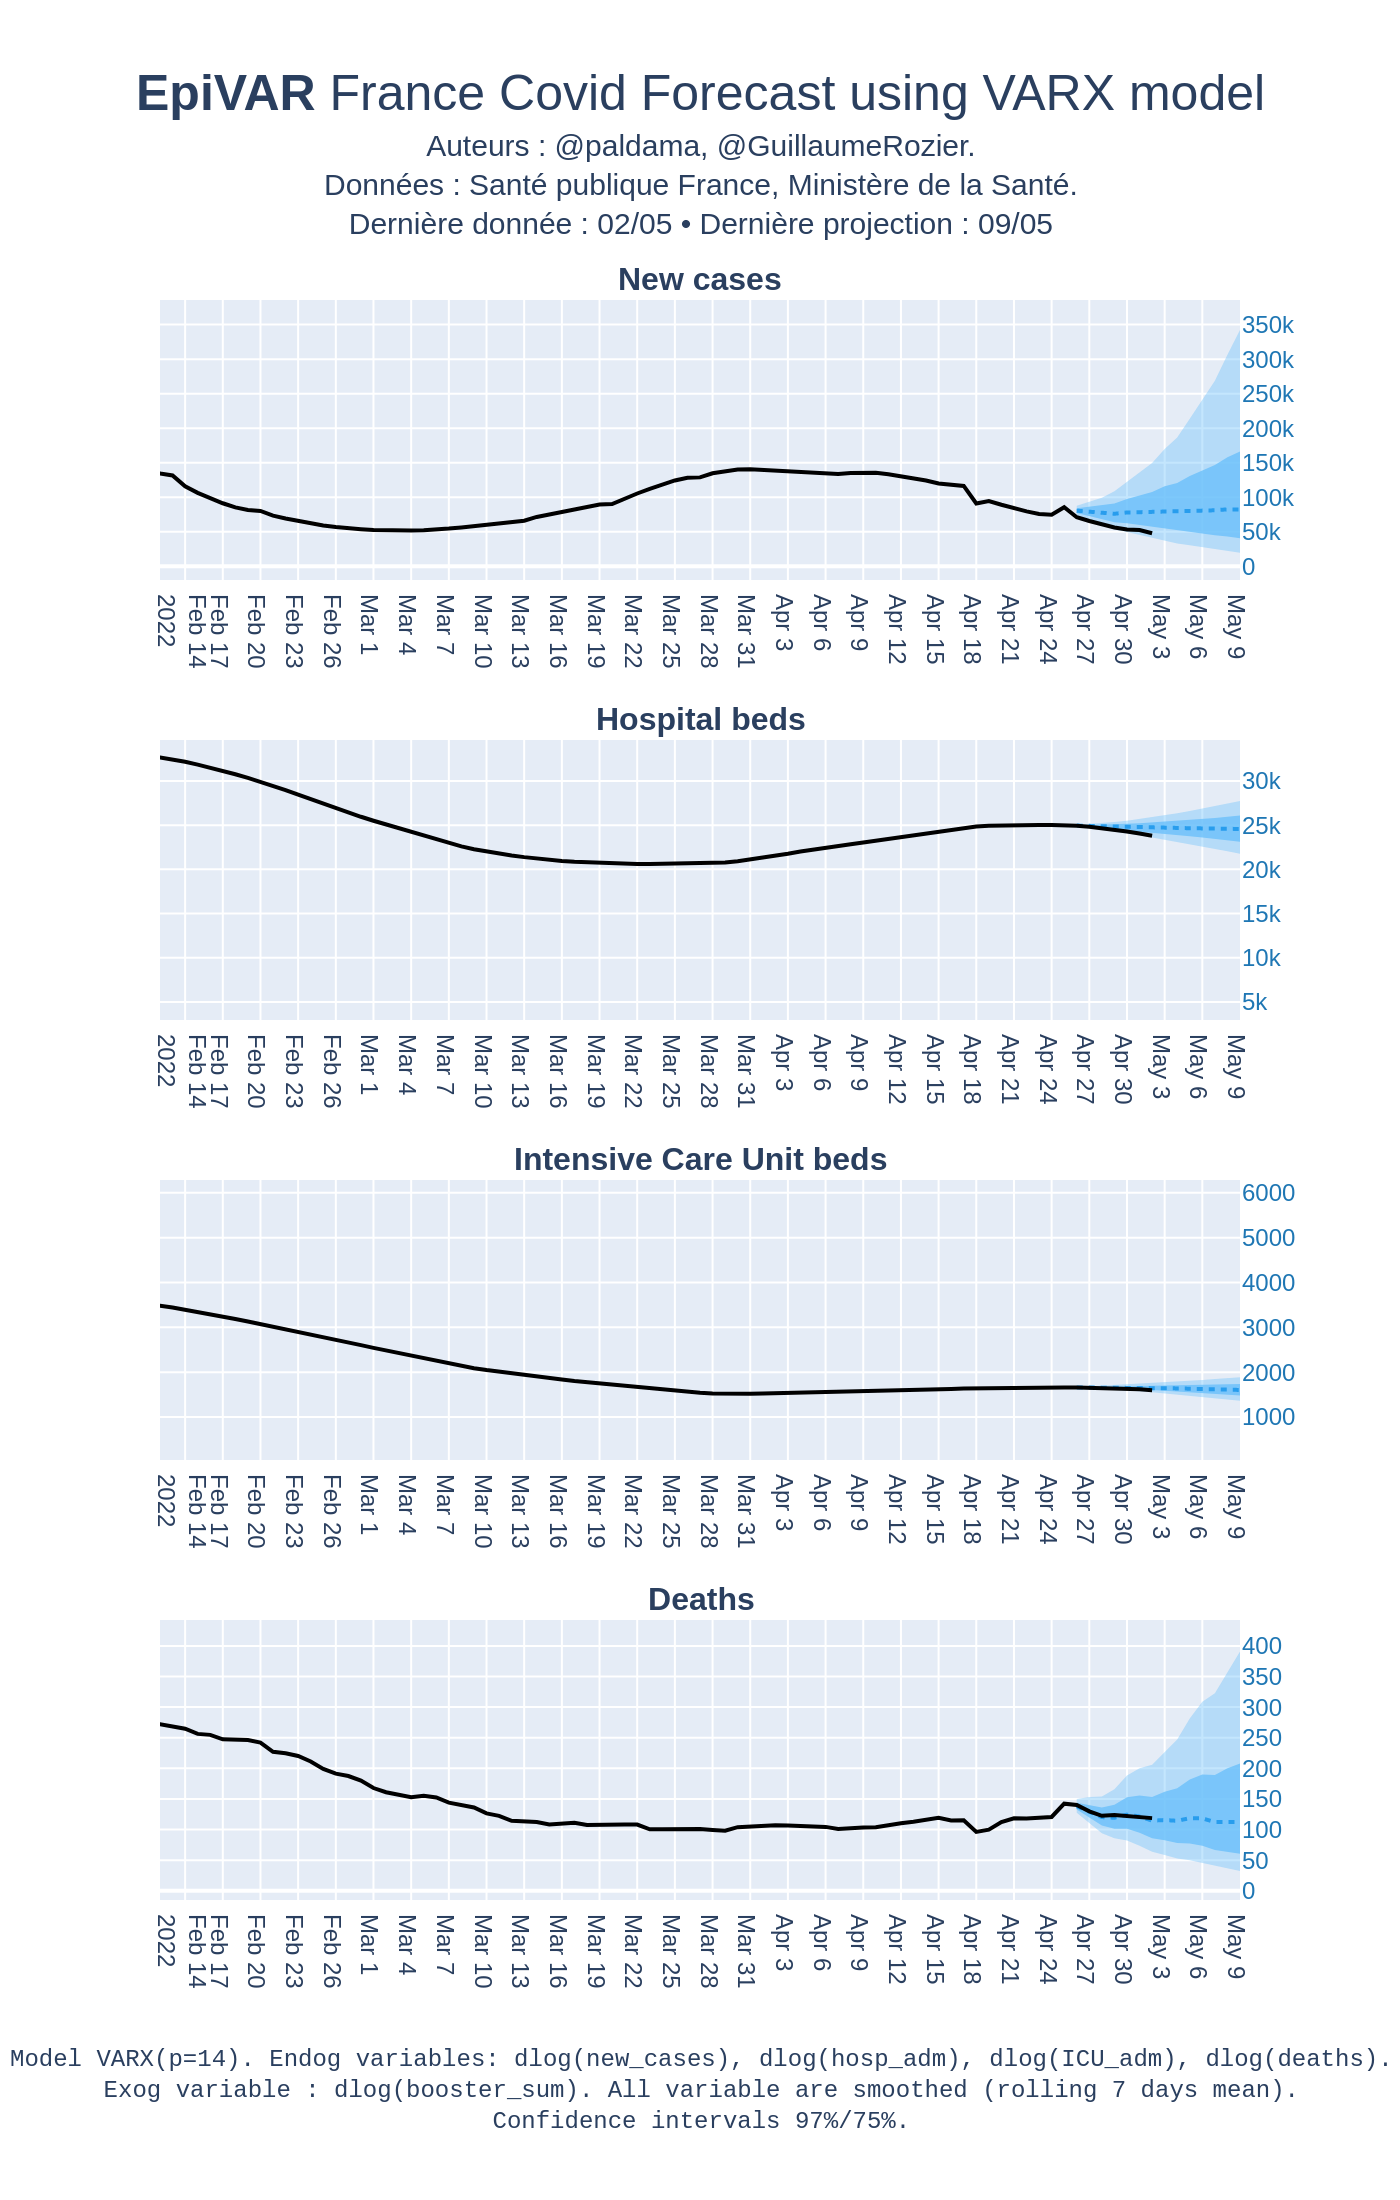 EpiVAR France Covid Forecast using VARX model
Auteurs : @paldama, @GuillaumeRozier.
Données : Santé publique France, Ministère de la Santé.
Dernière donnée : 02/05 • Dernière projection : 09/05
New cases
350k
300k
250k
200k
150k
100k
50k
0
2022 Feb 14 Feb 17 Feb 20 Feb 23 Feb 26 Mar 1 Mar 4 Mar 7 Mar 10 Mar 13 Mar 16 Mar 19 Mar 22 Mar 25 Mar 28 Mar 31 Apr 3 Apr 6 Apr 9 Apr 12 Apr 15 Apr 18 Apr 21 Apr 24 Apr 27 Apr 30 May 3 May 6 May 9
Hospital beds
30k
25k
20k
15k
10k
5k
2022 Feb 14 Feb 17 Feb 20 Feb 23 Feb 26 Mar 1 Mar 4 Mar 7 Mar 10 Mar 13 Mar 16 Mar 19 Mar 22 Mar 25 Mar 28 Mar 31 Apr 3 Apr 6 Apr 9 Apr 12 Apr 15 Apr 18 Apr 21 Apr 24 Apr 27 Apr 30 May 3 May 6 May 9
Intensive Care Unit beds
6000
5000
4000
3000
2000
1000
2022 Feb 14 Feb 17 Feb 20 Feb 23 Feb 26 Mar 1 Mar 4 Mar 7 Mar 10 Mar 13 Mar 16 Mar 19 Mar 22 Mar 25 Mar 28 Mar 31 Apr 3 Apr 6 Apr 9 Apr 12 Apr 15 Apr 18 Apr 21 Apr 24 Apr 27 Apr 30 May 3 May 6 May 9
Deaths
400
350
300
250
200
150
100
50
0
2022 Feb 14 Feb 17 Feb 20 Feb 23 Feb 26 Mar 1 Mar 4 Mar 7 Mar 10 Mar 13 Mar 16 Mar 19 Mar 22 Mar 25 Mar 28 Mar 31 Apr 3 Apr 6 Apr 9 Apr 12 Apr 15 Apr 18 Apr 21 Apr 24 Apr 27 Apr 30 May 3 May 6 May 9
Model VARX(p=14). Endog variables: dlog(new_cases), dlog(hosp_adm), dlog(ICU_adm), dlog(deaths).
Exog variable : dlog(booster_sum). All variable are smoothed (rolling 7 days mean).
Confidence intervals 97%/75%.